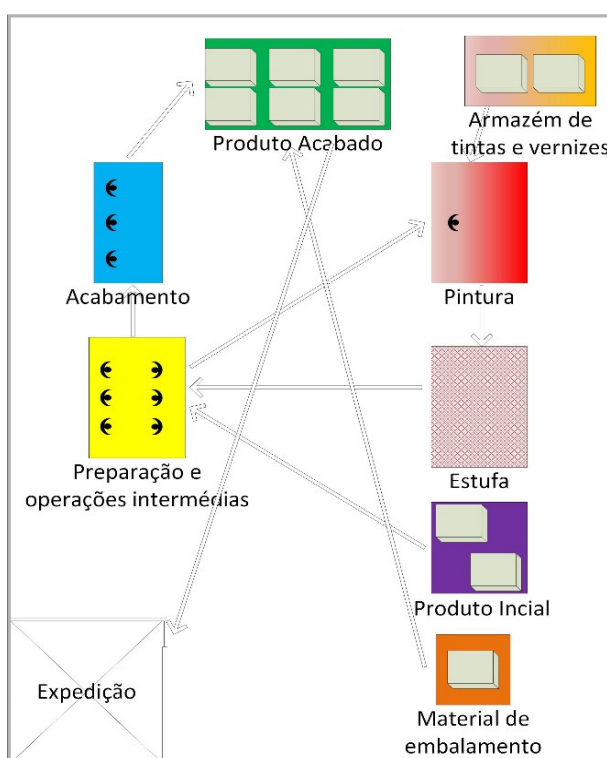 Produto Acabado
Armazém de
tintas e vernizes
Acabamento
Pintura
Preparação e
operações intermédias
Estufa
Produto Incial
Expedição
Material de
embalamento